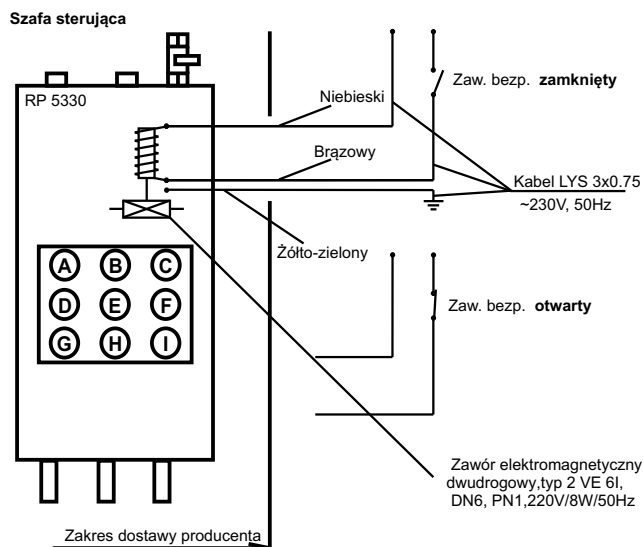 Szafa sterująca
RP 5330
Niebieski
Zaw. bezp. zamknięty
Brązowy
Kabel LYS 3x0.75
~230V, 50Hz
Żółto-zielony
A B C
D E F
G H I
Zaw. bezp. otwarty
Zawór elektromagnetyczny
dwudrogowy,typ 2 VE 6I,
DN6, PN1,220V/8W/50Hz
Zakres dostawy producenta